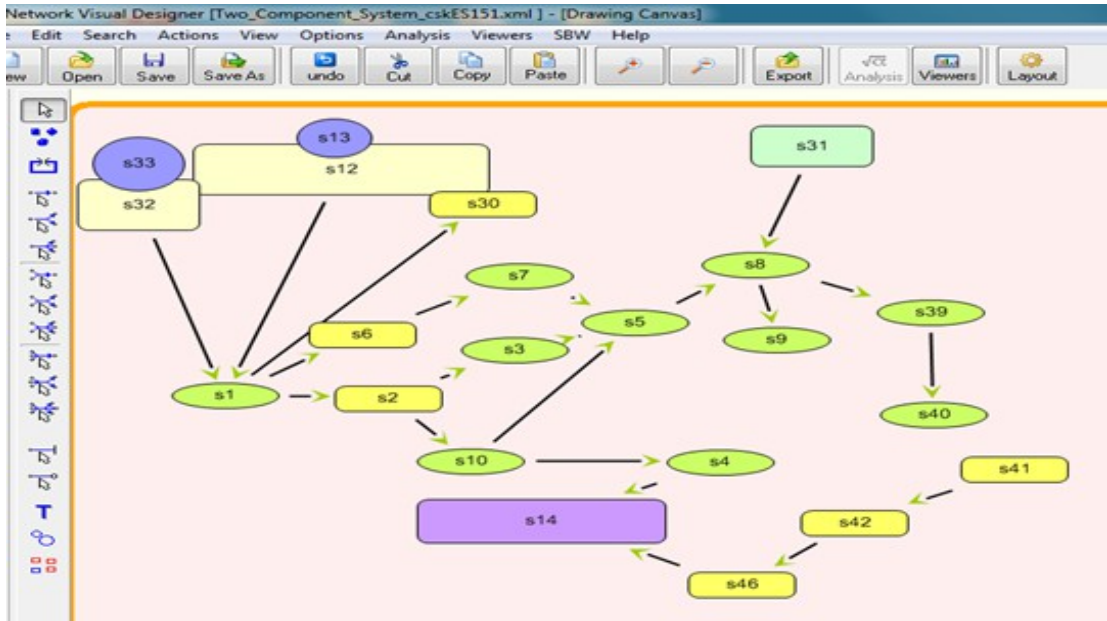 Network Visual Designer [Two_Component_System_cskES151.xml ] - [Drawing Canvas]
Edit Search Actions View Options Analysis Viewers SBW Help
ew Open Save Save As undo Cut Copy Paste Export Analysis Viewers Layout
s13
s31
s33
s12
s32
s30
s8
s7
s39
s5
s6
s9
s3
s1
s2
s40
s10
s4
s41
s14
s42
s46
T